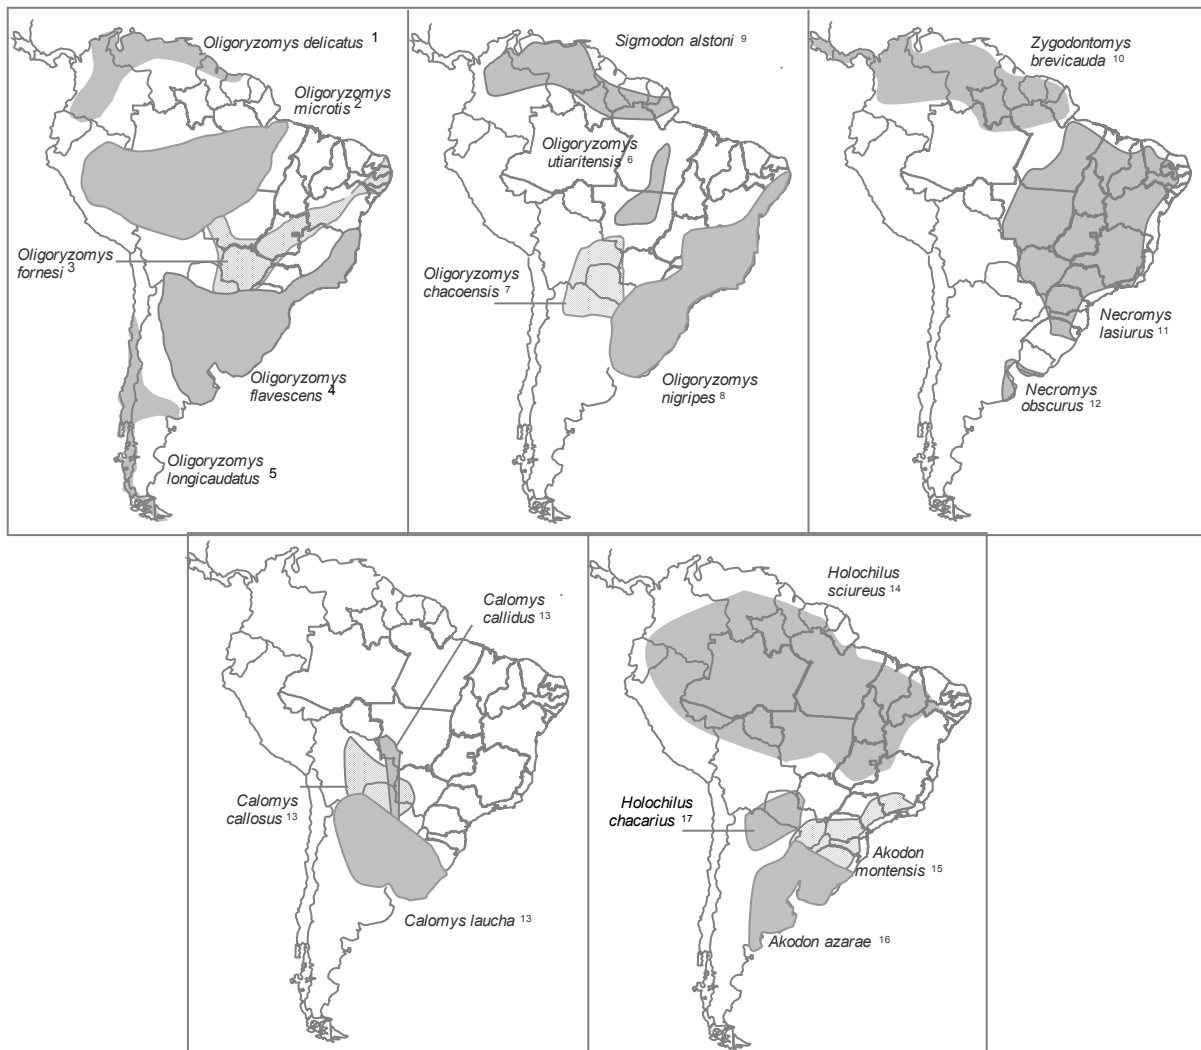 Oligoryzomys delicatus 1
Oligoryzomys
microtis 2
Oligoryzomys
fornesi 3
Oligoryzomys
flavescens 4
Oligoryzomys
longicaudatus 5
Sigmodon alstoni 9
Oligoryzomys
utiaritensis 6
Oligoryzomys
chacoensis 7
Oligoryzomys
nigripes 8
Zygodontomys
brevicauda 10
Necromys
lasiurus 11
Necromys
obscurus 12
Calomys
callidus 13
Calomys
callosus 13
Calomys laucha 13
Holochilus
sciureus 14
Holochilus
chacarius 17
Akodon
montensis 15
Akodon azarae 16